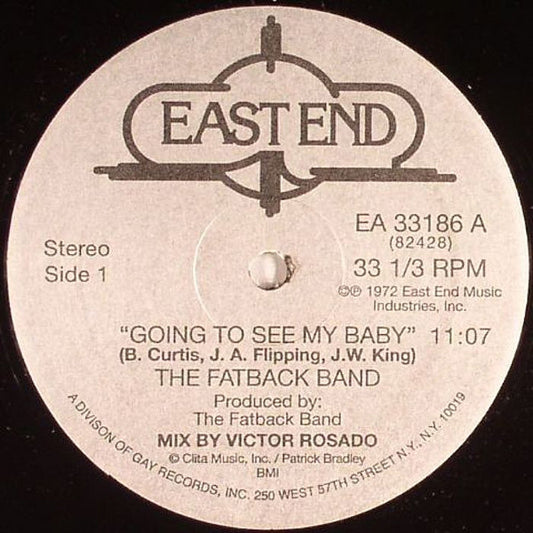 EAST END
EA 33186 A
(82428)
Stereo
Side 1
33 1/3 RPM
©℗ 1972 East End Music
Industries, Inc.
"GOING TO SEE MY BABY" 11:07
(B. Curtis, J. A. Flipping, J.W. King)
THE FATBACK BAND
Produced by:
The Fatback Band
MIX BY VICTOR ROSADO
© Clita Music, Inc. / Patrick Bradley
BMI
A DIVISON OF GAY RECORDS, INC. 250 WEST 57TH STREET N.Y., N.Y. 10019